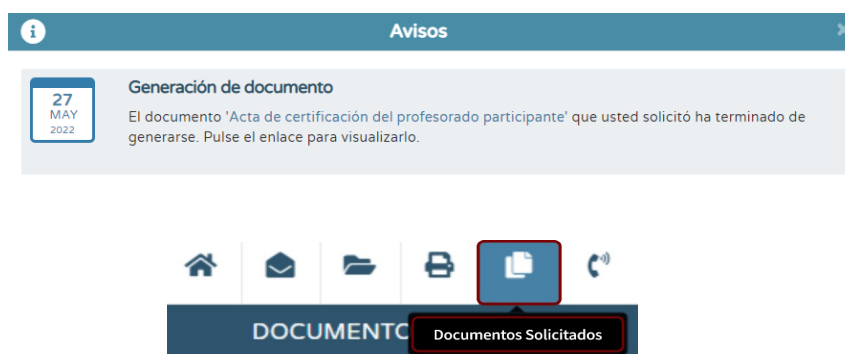 Avisos
27
MAY
2022
Generación de documento
El documento 'Acta de certificación del profesorado participante' que usted solicitó ha terminado de
generarse. Pulse el enlace para visualizarlo.
DOCUMENTO
Documentos Solicitados